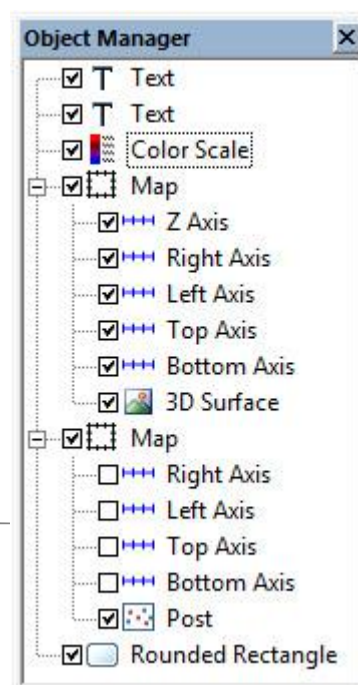 Object Manager
Text
Text
Color Scale
Map
Z Axis
Right Axis
Left Axis
Top Axis
Bottom Axis
3D Surface
Map
Right Axis
Left Axis
Top Axis
Bottom Axis
Post
Rounded Rectangle